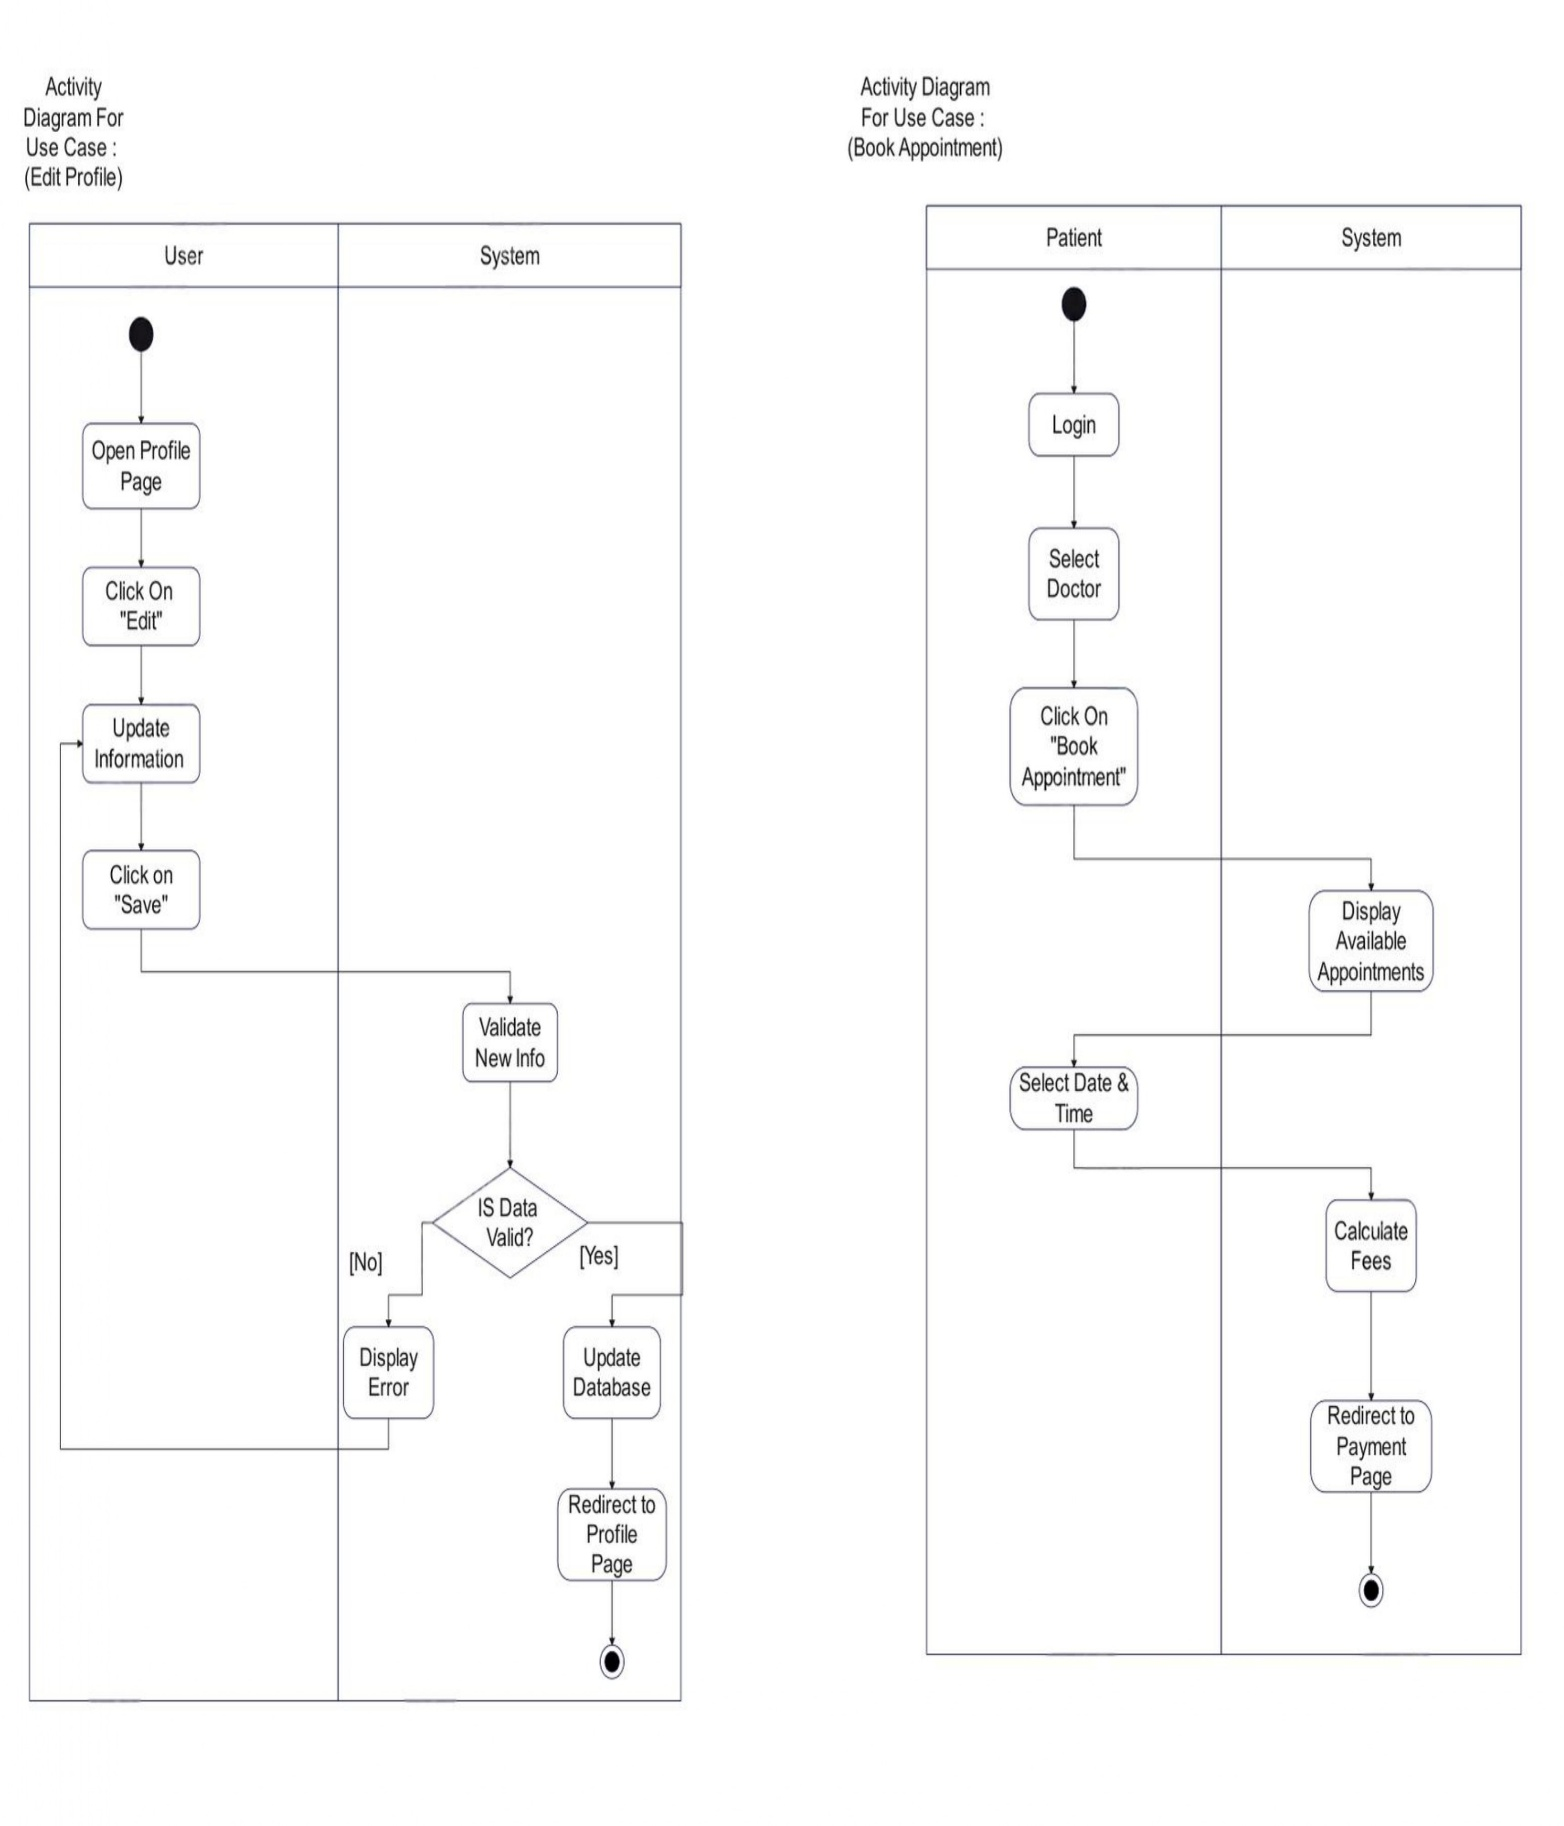 Activity
Diagram For
Use Case :
(Edit Profile)
User
System
Open Profile
Page
Click On
"Edit"
Update
Information
Click on
"Save"
Validate
New Info
IS Data
Valid?
[No]
[Yes]
Display
Error
Update
Database
Redirect to
Profile
Page
Activity Diagram
For Use Case :
(Book Appointment)
Patient
System
Login
Select
Doctor
Click On
"Book
Appointment"
Display
Available
Appointments
Select Date &
Time
Calculate
Fees
Redirect to
Payment
Page